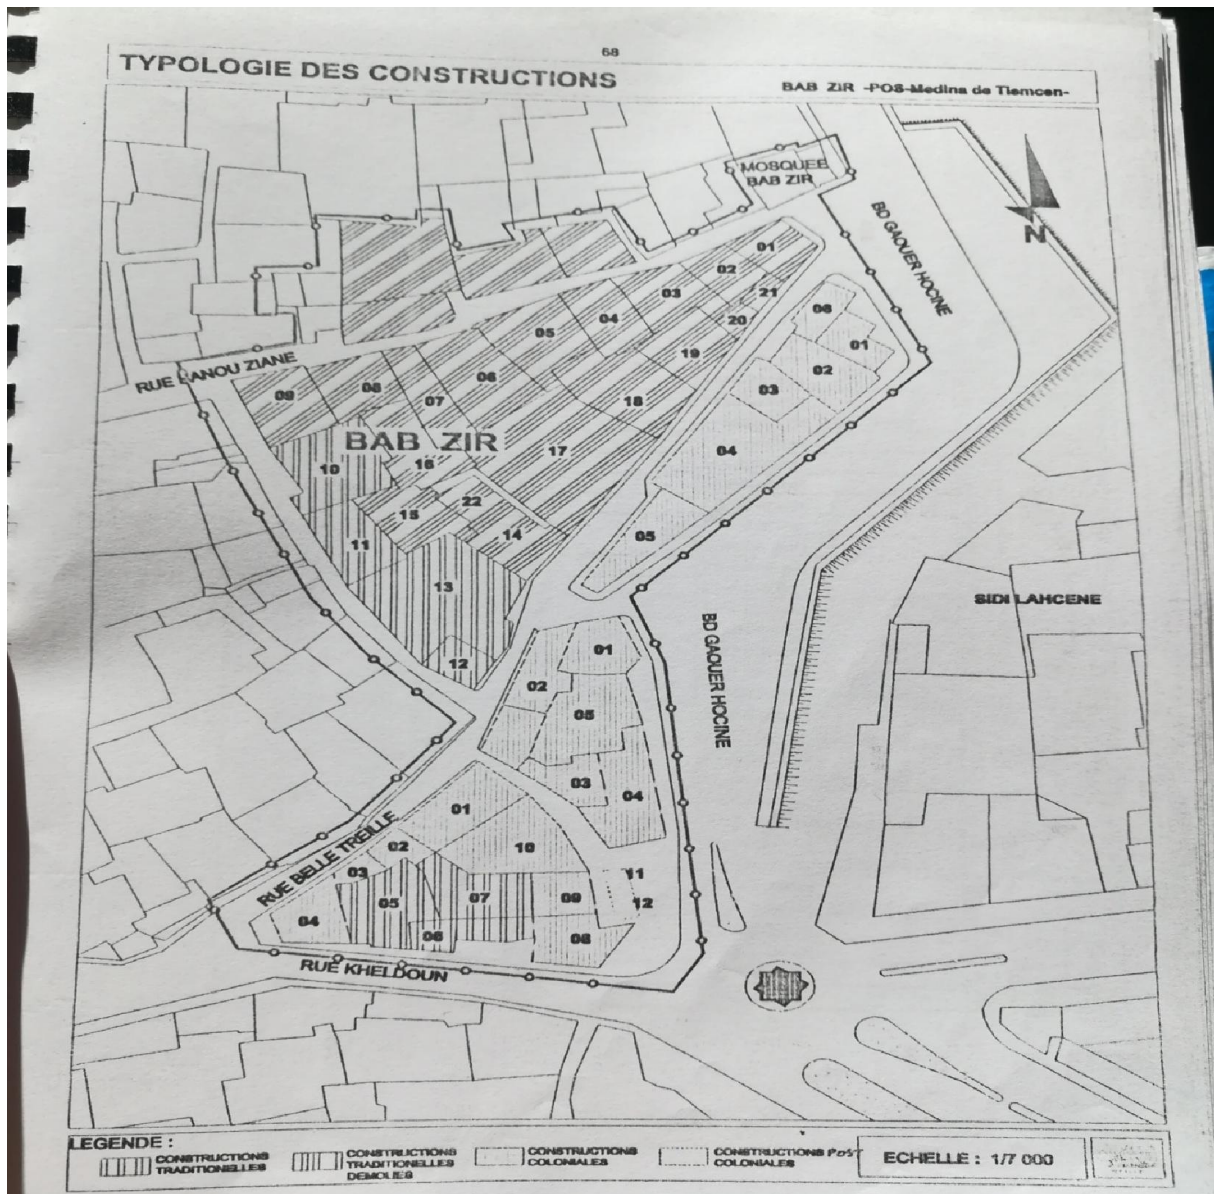 68
TYPOLOGIE DES CONSTRUCTIONS
BAB ZIR -POS-Medina de Tlemcen-
MOSQUEE
BAB ZIR
BD GAOUER HOCINE
N
01
02
21
03
20
04
19
05
06
18
07
08
09
17
BAB ZIR
10
16
22
15
14
11
13
12
06
01
02
03
04
05
RUE HANOU ZIANE
SIDI LAHCENE
BD GAOUER HOCINE
01
02
05
03
04
01
10
02
03
11
05
07
09
12
04
06
08
RUE BELLE TREILLE
RUE KHELDOUN
LEGENDE :
CONSTRUCTIONS
TRADITIONELLES
CONSTRUCTIONS
TRADITIONELLES
DEMOLIES
CONSTRUCTIONS
COLONIALES
CONSTRUCTIONS POST
COLONIALES
ECHELLE : 1/7 000